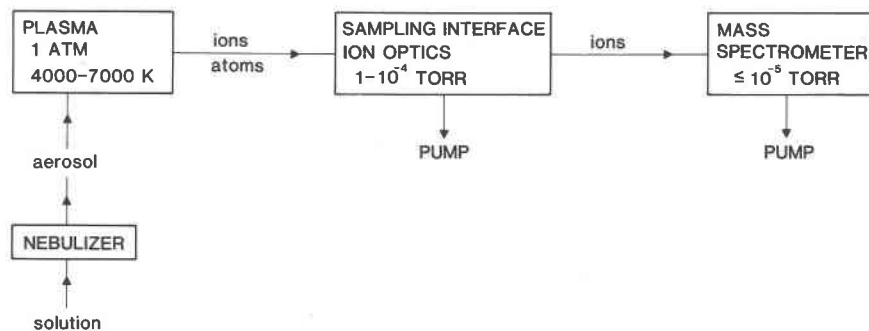 PLASMA
1 ATM
4000–7000 K
ions
atoms
SAMPLING INTERFACE
ION OPTICS
1–10⁻⁴ TORR
ions
MASS
SPECTROMETER
≤ 10⁻⁵ TORR
PUMP
PUMP
aerosol
NEBULIZER
solution